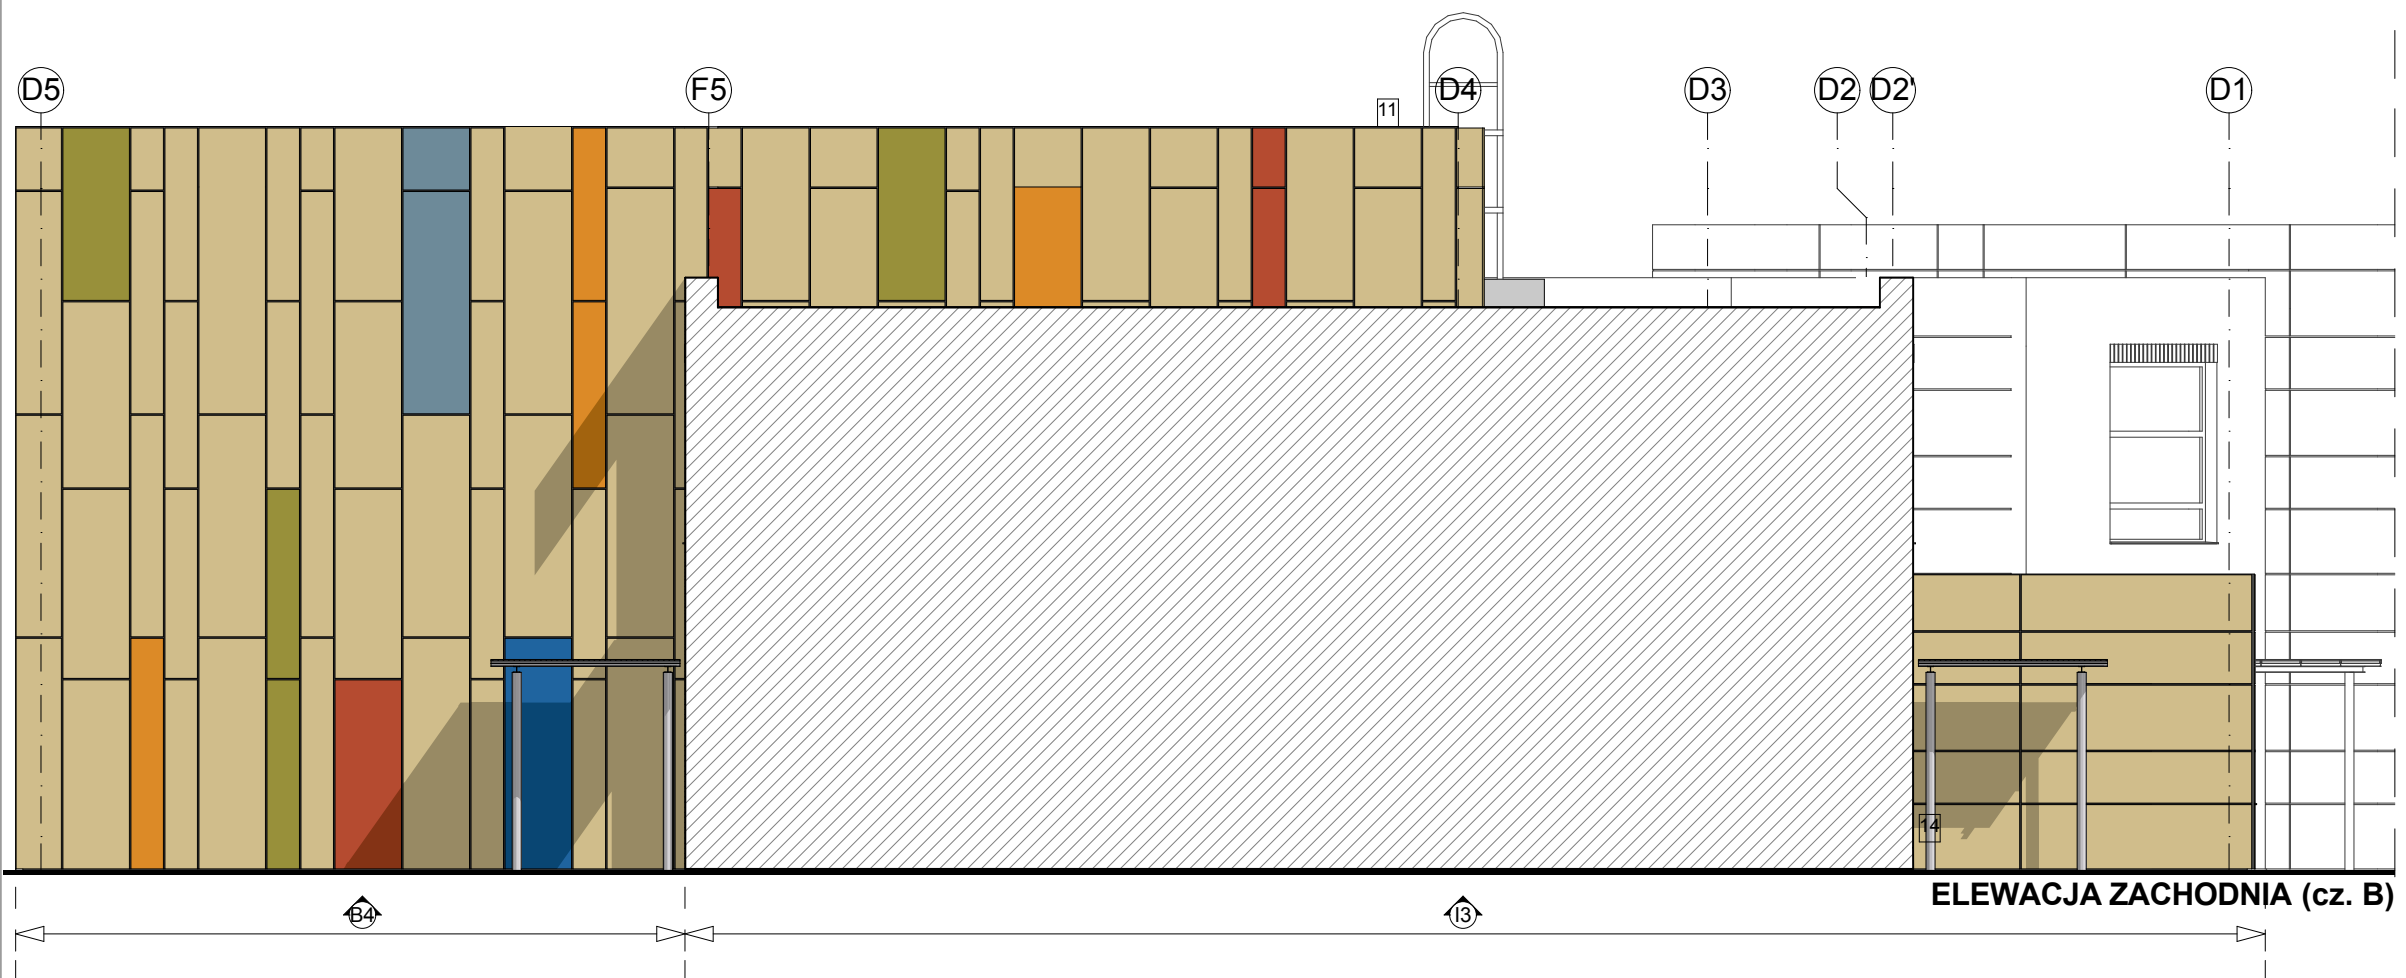 D5 F5 D4 D3 D2 D2' D1
11
14
ELEWACJA ZACHODNIA (cz. B)
B4 I3